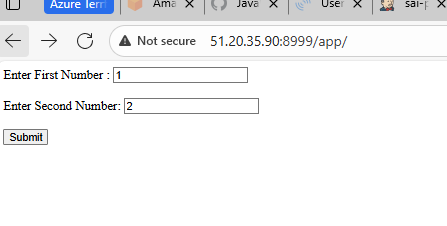 Azure Terr
Ama
Java
User
sai-p
Not secure 51.20.35.90:8999/app/
Enter First Number : 1
Enter Second Number: 2
Submit